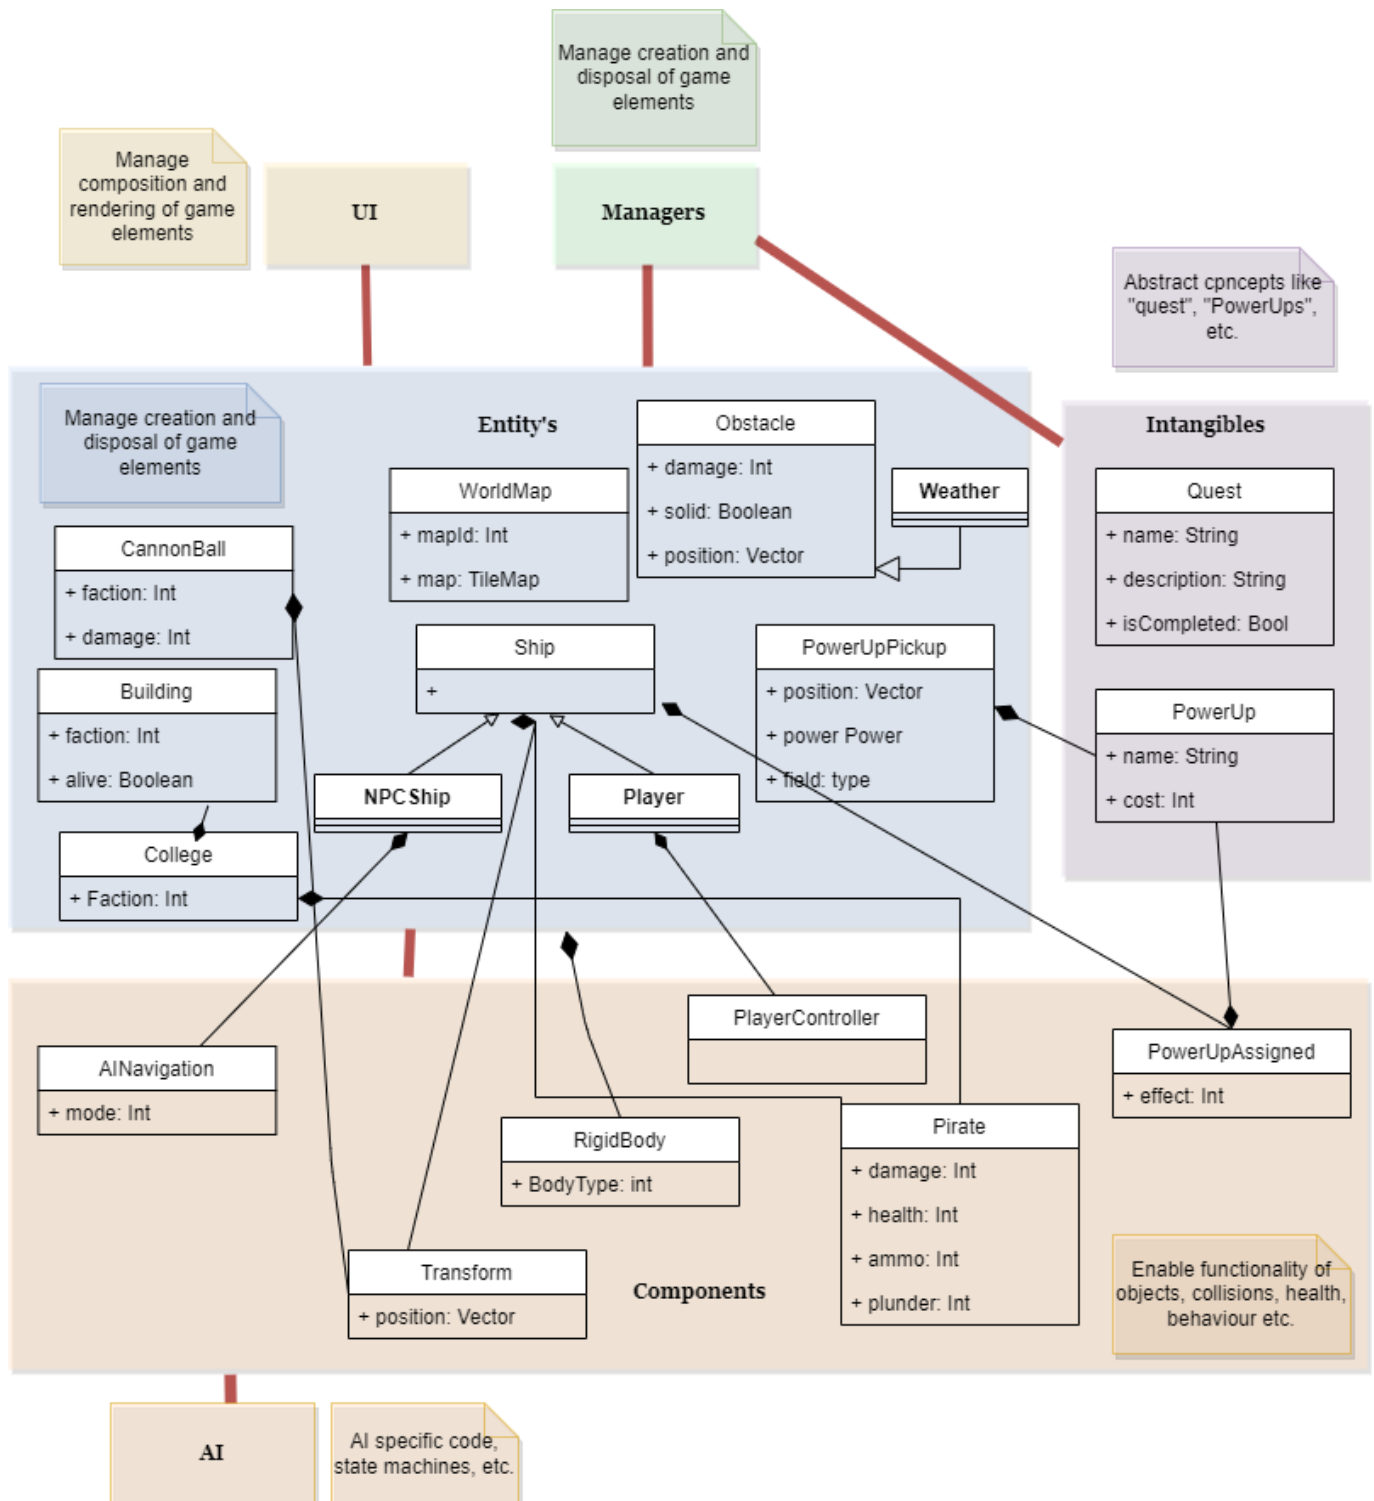 Manage creation and
disposal of game
elements
Manage
composition and
rendering of game
elements
UI
Managers
Abstract cpncepts like
"quest", "PowerUps",
etc.
Manage creation and
disposal of game
elements
Entity's
Obstacle
+ damage: Int
+ solid: Boolean
+ position: Vector
Intangibles
WorldMap
+ mapId: Int
+ map: TileMap
Weather
Quest
+ name: String
+ description: String
+ isCompleted: Bool
CannonBall
+ faction: Int
+ damage: Int
Ship
+
PowerUpPickup
+ position: Vector
+ power Power
+ field: type
Building
+ faction: Int
+ alive: Boolean
PowerUp
+ name: String
+ cost: Int
NPC Ship
Player
College
+ Faction: Int
PlayerController
AINavigation
+ mode: Int
PowerUpAssigned
+ effect: Int
RigidBody
+ BodyType: int
Pirate
+ damage: Int
+ health: Int
+ ammo: Int
+ plunder: Int
Transform
+ position: Vector
Components
Enable functionality of
objects, collisions, health,
behaviour etc.
AI
AI specific code,
state machines, etc.